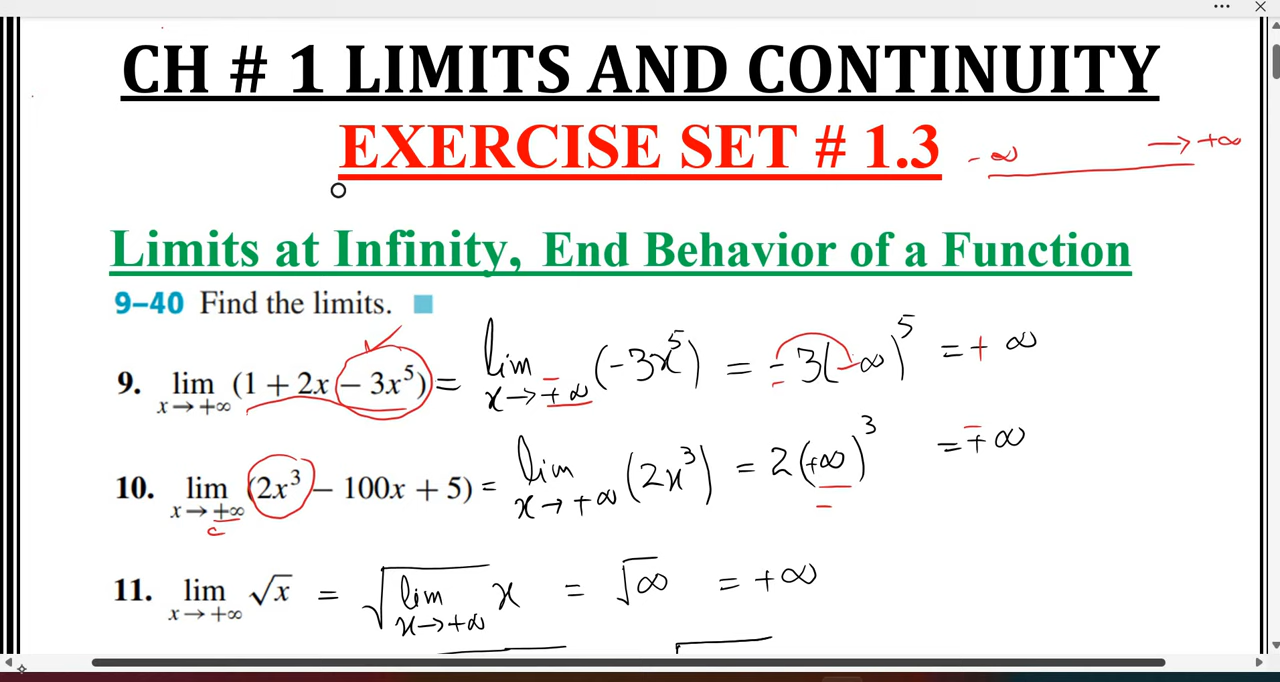 CH # 1 LIMITS AND CONTINUITY
EXERCISE SET # 1.3
- ∞ → +∞
Limits at Infinity, End Behavior of a Function
9–40 Find the limits.
9. lim x→+∞ (1 + 2x − 3x⁵) = lim x→+∞ (−3x⁵) = −3(−∞)⁵ = + ∞
10. lim x→+∞ (2x³ − 100x + 5) = lim x→+∞ (2x³) = 2(+∞)³ = +∞
11. lim x→+∞ √x = √lim x→+∞ x = √∞ = +∞